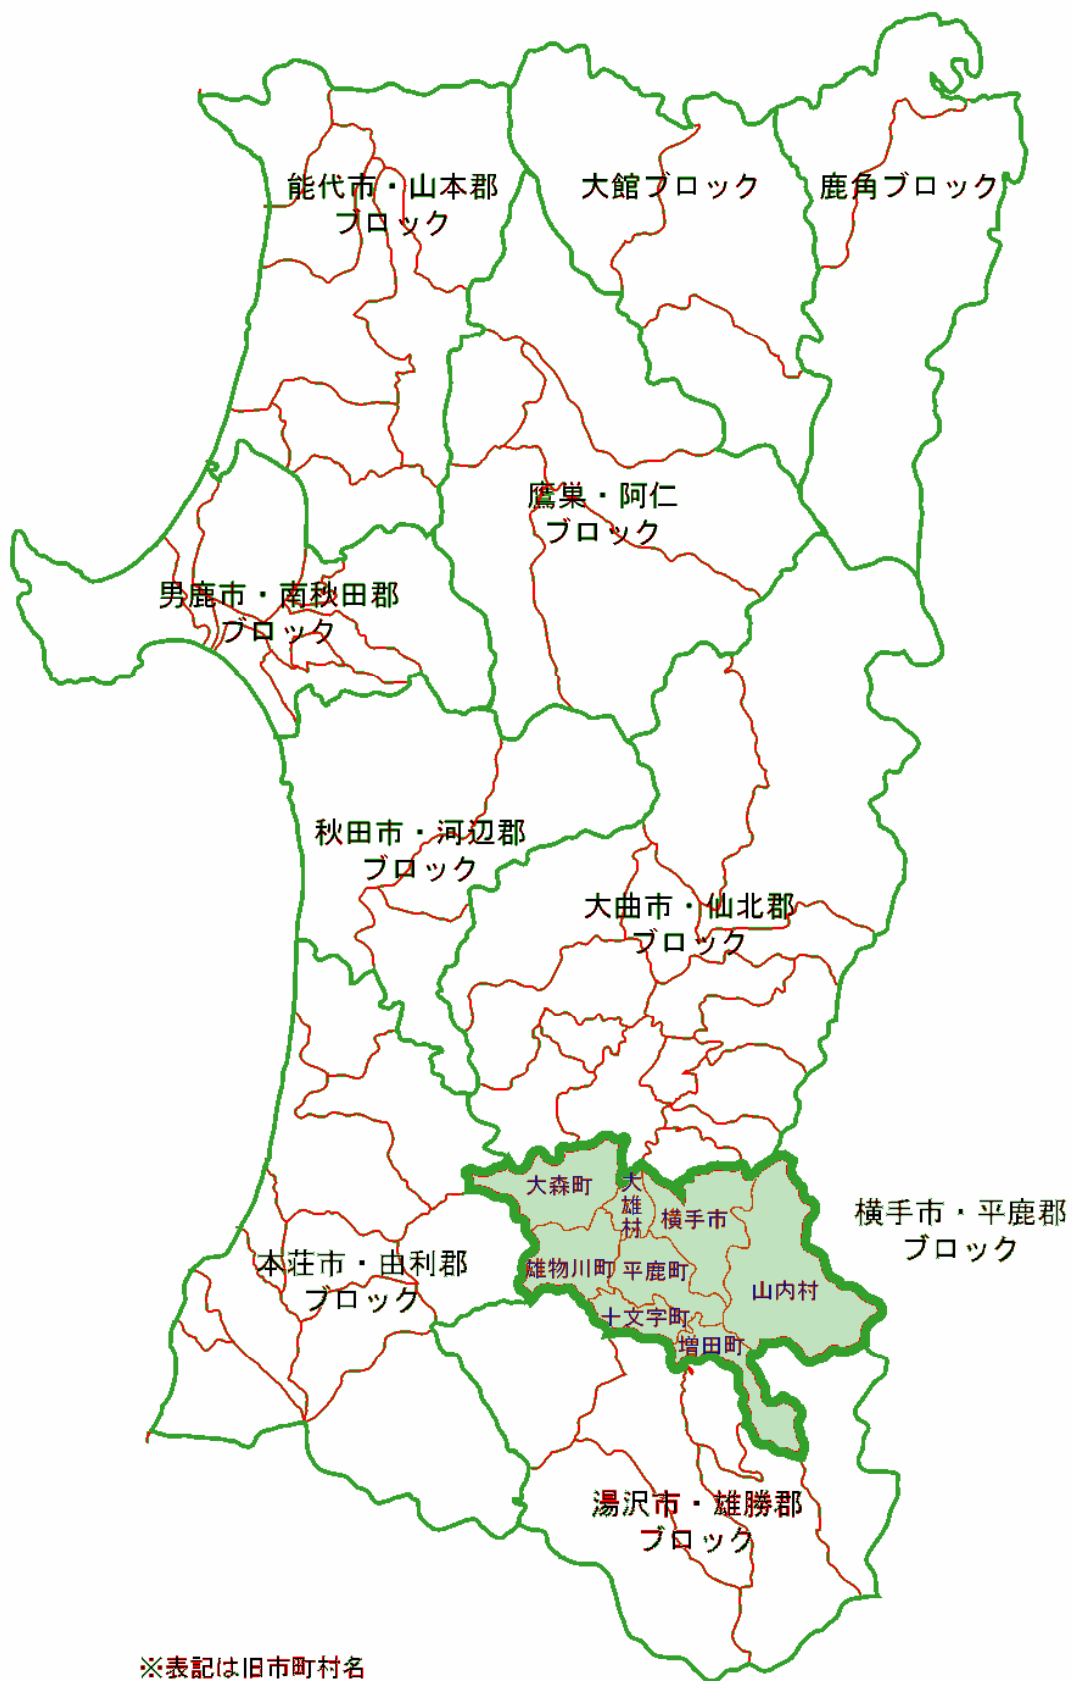 能代市・山本郡
ブロック
大館ブロック
鹿角ブロック
鷹巣・阿仁
ブロック
男鹿市・南秋田郡
ブロック
秋田市・河辺郡
ブロック
大曲市・仙北郡
ブロック
大森町
大雄村
横手市
横手市・平鹿郡
ブロック
本荘市・由利郡
ブロック
雄物川町
平鹿町
山内村
十文字町
増田町
湯沢市・雄勝郡
ブロック
※表記は旧市町村名